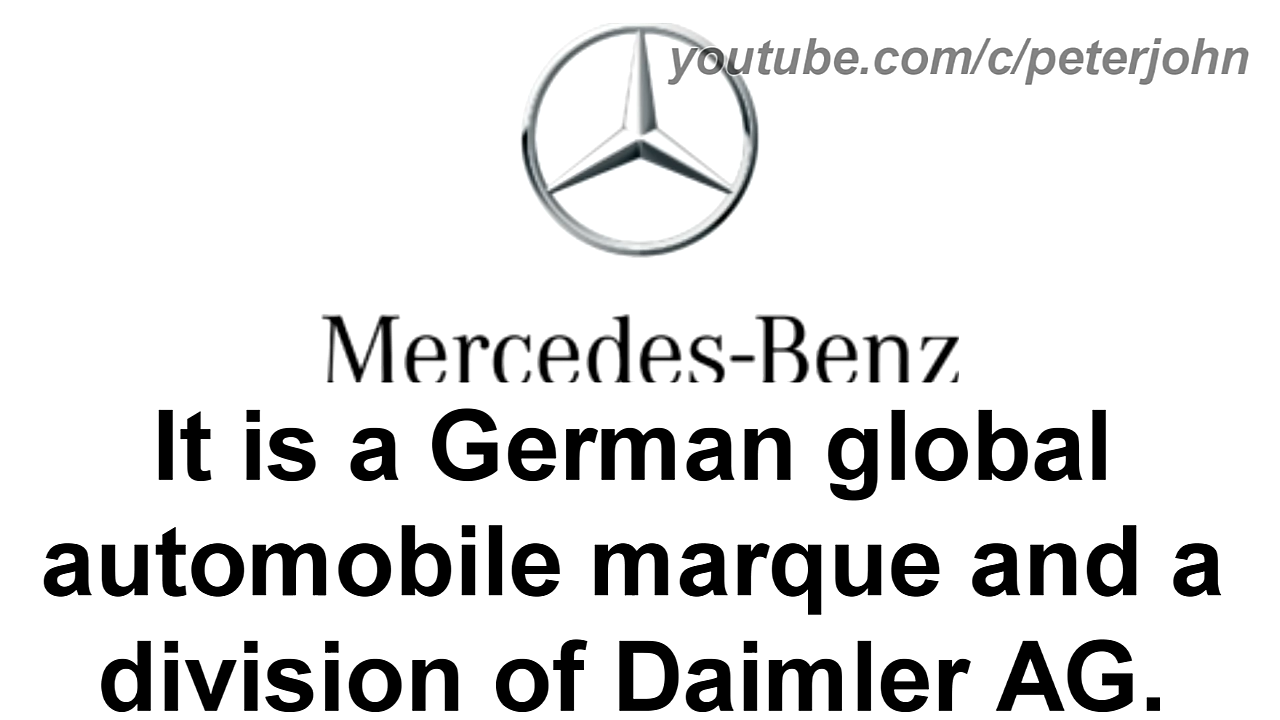 youtube.com/c/peterjohn
Mercedes-Benz
It is a German global
automobile marque and a
division of Daimler AG.